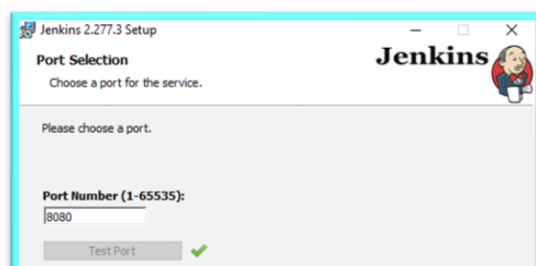 Jenkins 2.277.3 Setup
Port Selection
Choose a port for the service.
Jenkins
Please choose a port.
Port Number (1-65535):
8080
Test Port